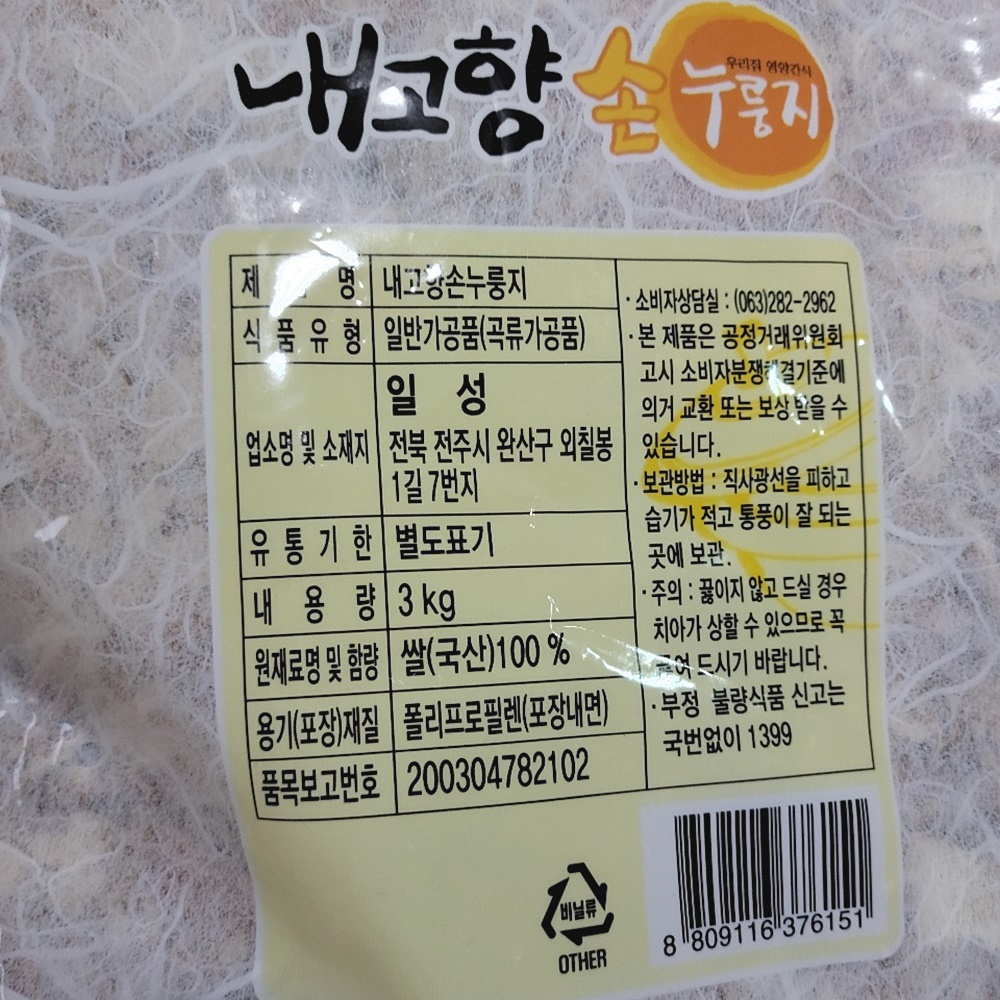 내고향 손 누룽지
우리집 영양간식
제 명 내고향손누룽지
식 품 유 형 일반가공품(곡류가공품)
업소명 및 소재지 일 성
전북 전주시 완산구 외칠봉
1길 7번지
유 통 기 한 별도표기
내 용 량 3 kg
원재료명 및 함량 쌀(국산)100 %
용기(포장)재질 폴리프로필렌(포장내면)
품목보고번호 200304782102
· 소비자상담실 : (063)282-2962
· 본 제품은 공정거래위원회
고시 소비자분쟁해결기준에
의거 교환 또는 보상 받을 수
있습니다.
· 보관방법 : 직사광선을 피하고
습기가 적고 통풍이 잘 되는
곳에 보관.
· 주의 : 끓이지 않고 드실 경우
치아가 상할 수 있으므로 꼭
드시기 바랍니다.
· 부정 불량식품 신고는
국번없이 1399
비닐류
OTHER
8 809116 376151